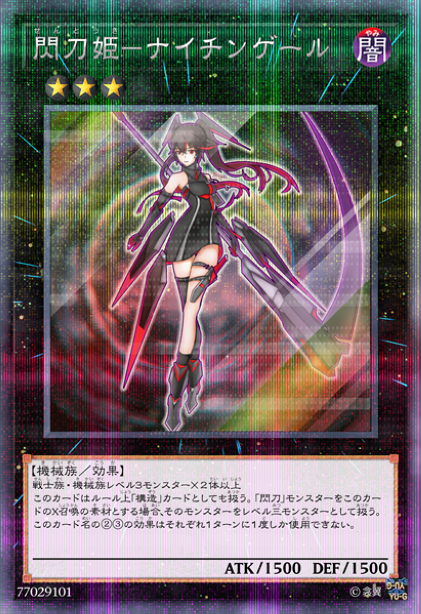 閃刀姫－ナイチンゲール
闇
【機械族／効果】
戦士族・機械族レベル3モンスター×2体以上
このカードはルール上「構造」カードとしても扱う。「閃刀」モンスターをこのカー
ドのX召喚の素材とする場合、そのモンスターをレベル三モンスターとして扱う。
このカード名の②③の効果はそれぞれ1ターンに1度しか使用できない。
ATK/1500 DEF/1500
77029101